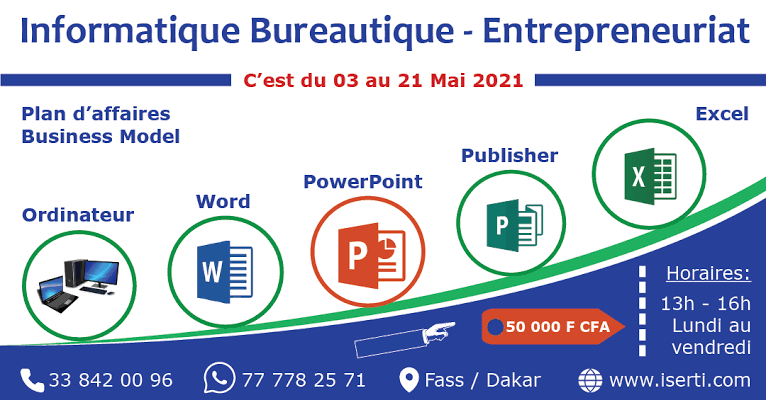 Informatique Bureautique - Entrepreneuriat
C'est du 03 au 21 Mai 2021
Plan d'affaires
Business Model
Excel
Publisher
PowerPoint
Word
Ordinateur
X
P
P
W
Horaires:
13h - 16h
Lundi au
vendredi
50 000 F CFA
33 842 00 96
77 778 25 71
Fass / Dakar
www.iserti.com